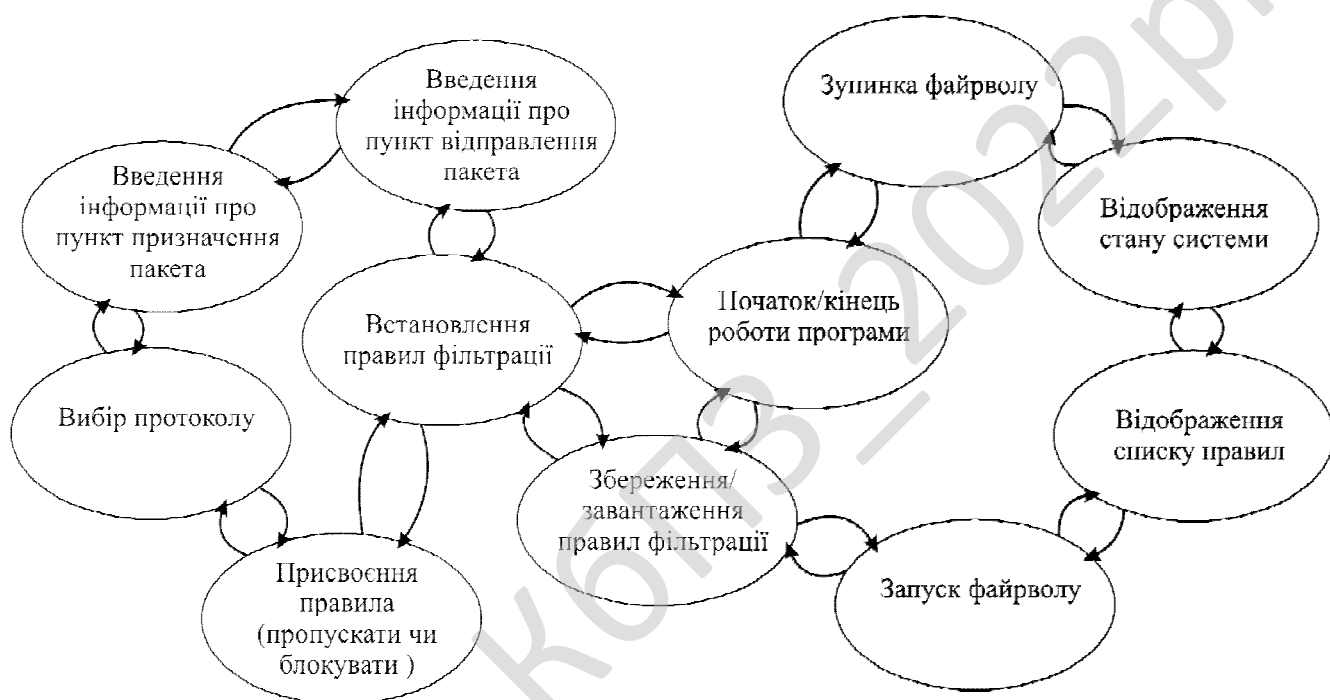 Введення
інформації про
пункт відправлення
пакета
Зупинка файрволу
Введення
інформації про
пункт призначення
пакета
Відображення
стану системи
Встановлення
правил фільтрації
Початок/кінець
роботи програми
Вибір протоколу
Відображення
списку правил
Збереження/
завантаження
правил фільтрації
Присвоєння
правила
(пропускати чи
блокувати )
Запуск файрволу
КбПЗ_2022р